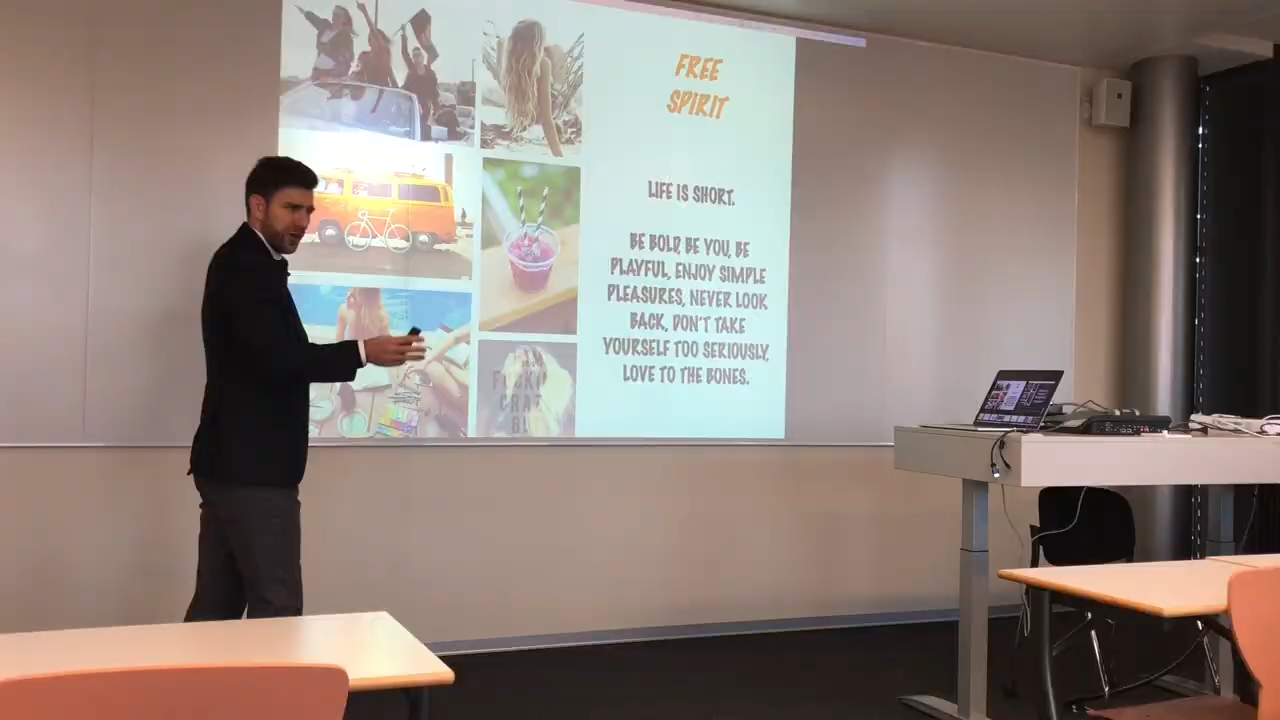 FREE
SPIRIT
LIFE IS SHORT.
BE BOLD, BE YOU, BE
PLAYFUL, ENJOY SIMPLE
PLEASURES, NEVER LOOK
BACK, DON'T TAKE
YOURSELF TOO SERIOUSLY,
LOVE TO THE BONES.